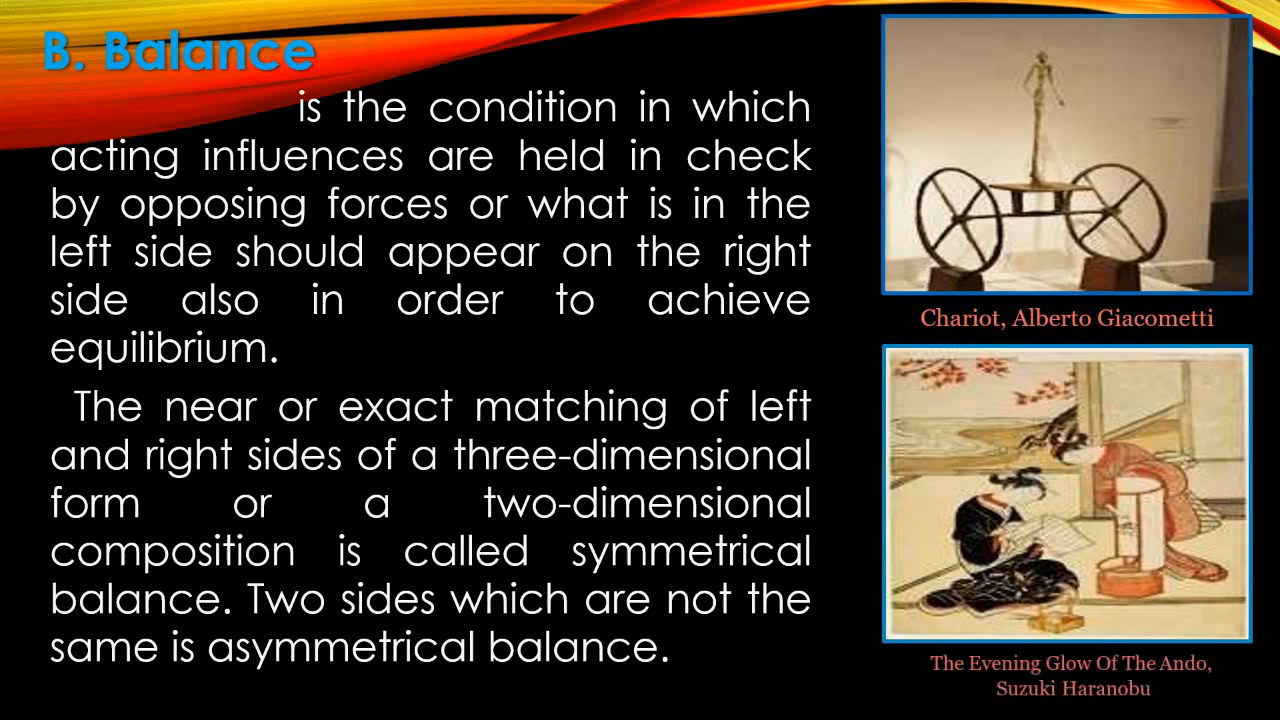 B. Balance
is the condition in which
acting influences are held in check
by opposing forces or what is in the
left side should appear on the right
side also in order to achieve
equilibrium.
The near or exact matching of left
and right sides of a three-dimensional
form or a two-dimensional
composition is called symmetrical
balance. Two sides which are not the
same is asymmetrical balance.
Chariot, Alberto Giacometti
The Evening Glow Of The Ando,
Suzuki Haranobu